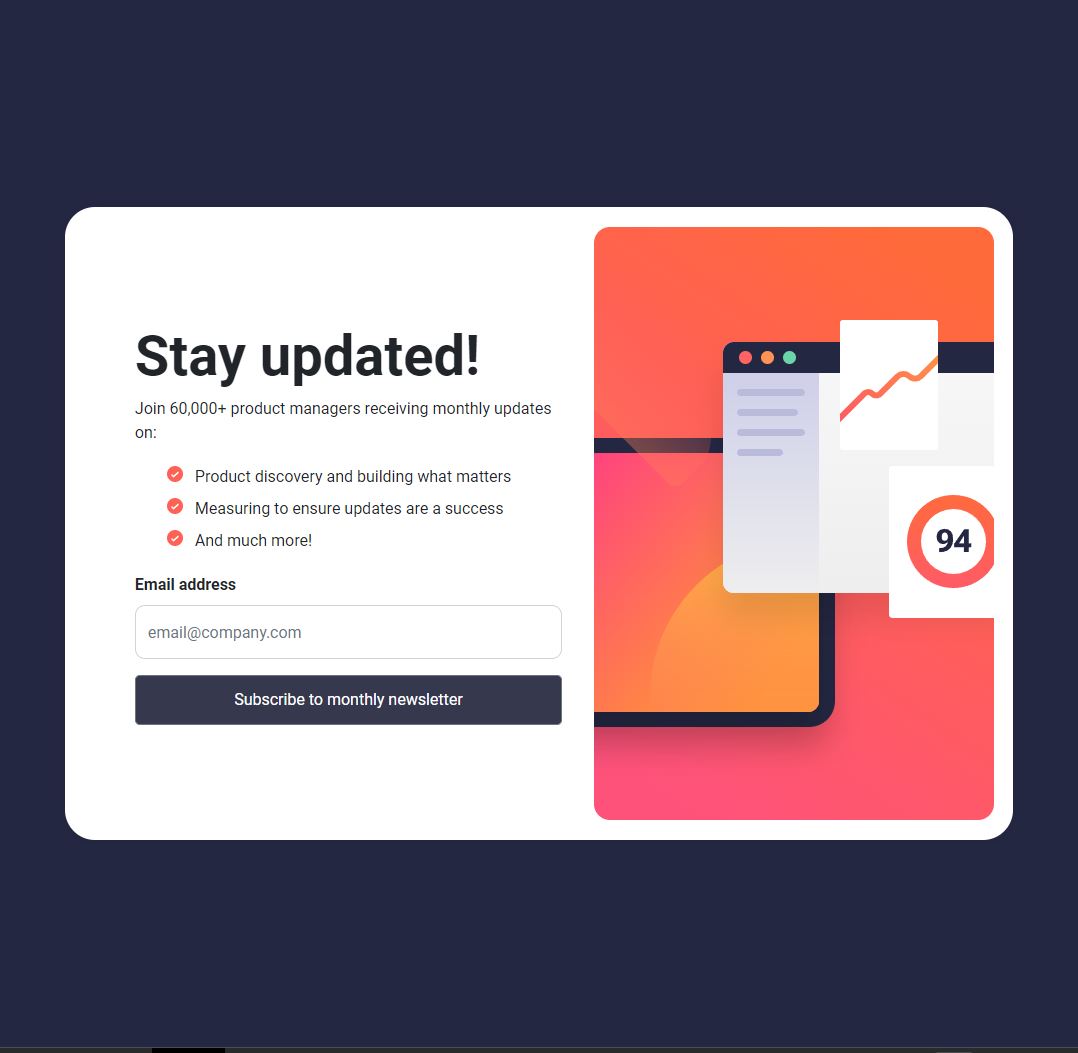 Stay updated!
Join 60,000+ product managers receiving monthly updates
on:
Product discovery and building what matters
Measuring to ensure updates are a success
And much more!
Email address
email@company.com
Subscribe to monthly newsletter
94